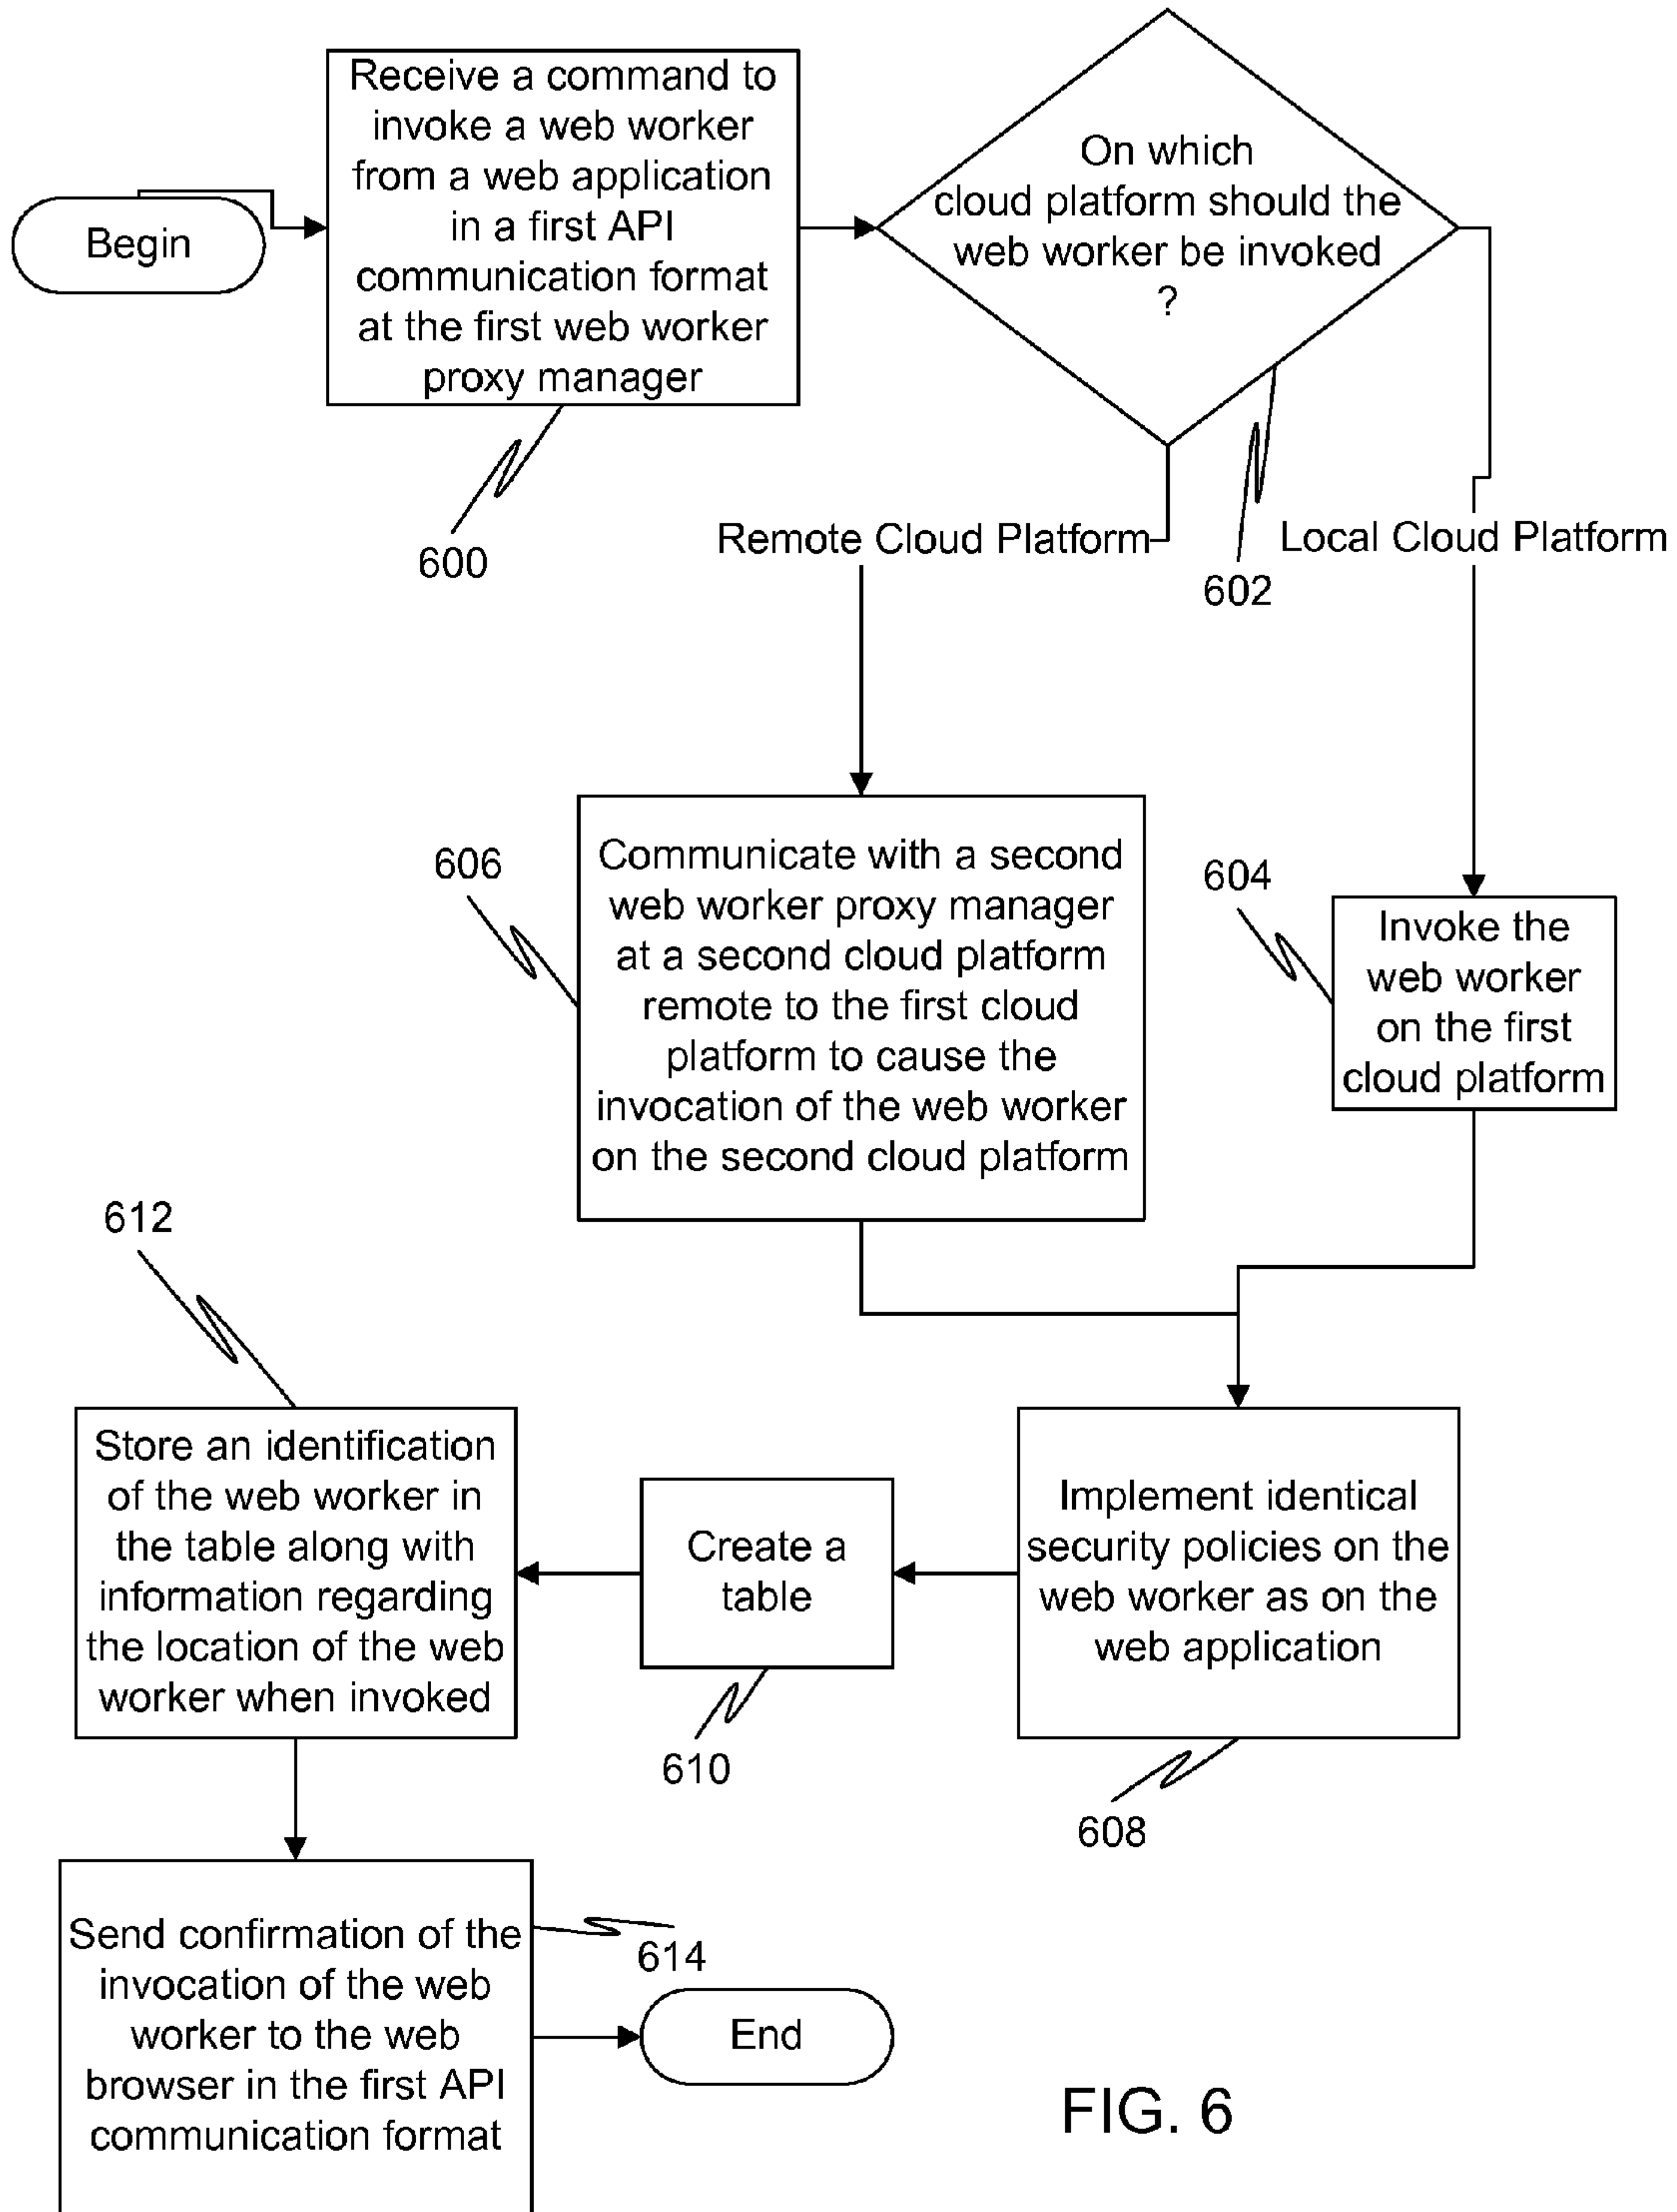 Begin
Receive a command to
invoke a web worker
from a web application
in a first API
communication format
at the first web worker
proxy manager
600
On which
cloud platform should the
web worker be invoked
?
602
Remote Cloud Platform
Local Cloud Platform
606
Communicate with a second
web worker proxy manager
at a second cloud platform
remote to the first cloud
platform to cause the
invocation of the web worker
on the second cloud platform
604
Invoke the
web worker
on the first
cloud platform
608
Implement identical
security policies on the
web worker as on the
web application
610
Create a
table
612
Store an identification
of the web worker in
the table along with
information regarding
the location of the web
worker when invoked
614
Send confirmation of the
invocation of the web
worker to the web
browser in the first API
communication format
End
FIG. 6